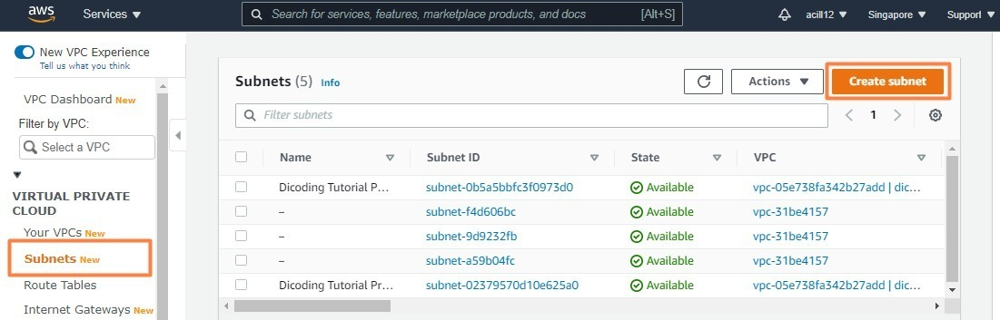 aws Services Search for services, features, marketplace products, and docs [Alt+S] acill12 Singapore Support
New VPC Experience
Tell us what you think
VPC Dashboard New
Filter by VPC:
Select a VPC
VIRTUAL PRIVATE
CLOUD
Your VPCs New
Subnets New
Route Tables
Internet Gateways New
Subnets (5) Info Actions Create subnet
Filter subnets 1
Name Subnet ID State VPC
Dicoding Tutorial P... subnet-0b5a5bbfc3f0973d0 Available vpc-05e738fa342b27add | dic...
– subnet-f4d606bc Available vpc-31be4157
– subnet-9d9232fb Available vpc-31be4157
– subnet-a59b04fc Available vpc-31be4157
Dicoding Tutorial Pr... subnet-02379570d10e625a0 Available vpc-05e738fa342b27add | dic...